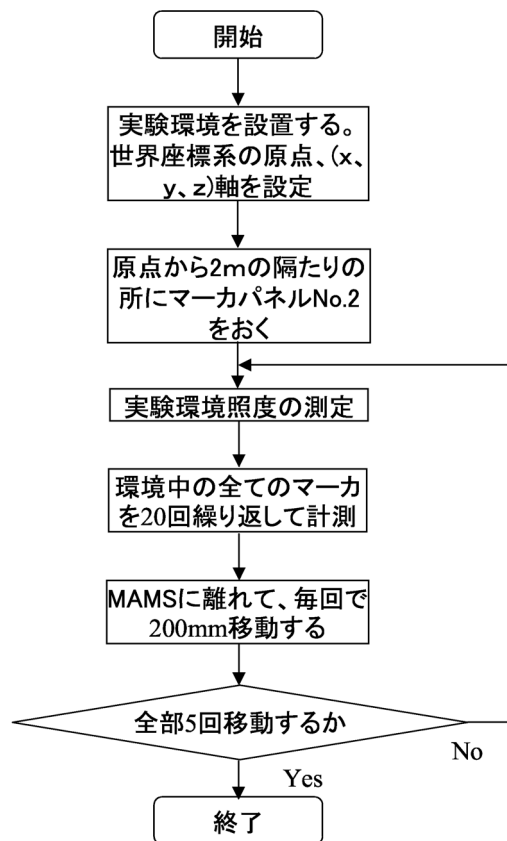 開始
実験環境を設置する。
世界座標系の原点、(x、
y、z)軸を設定
原点から2mの隔たりの
所にマーカパネルNo.2
をおく
実験環境照度の測定
環境中の全てのマーカ
を20回繰り返して計測
MAMSに離れて、毎回で
200mm移動する
全部5回移動するか
No
Yes
終了